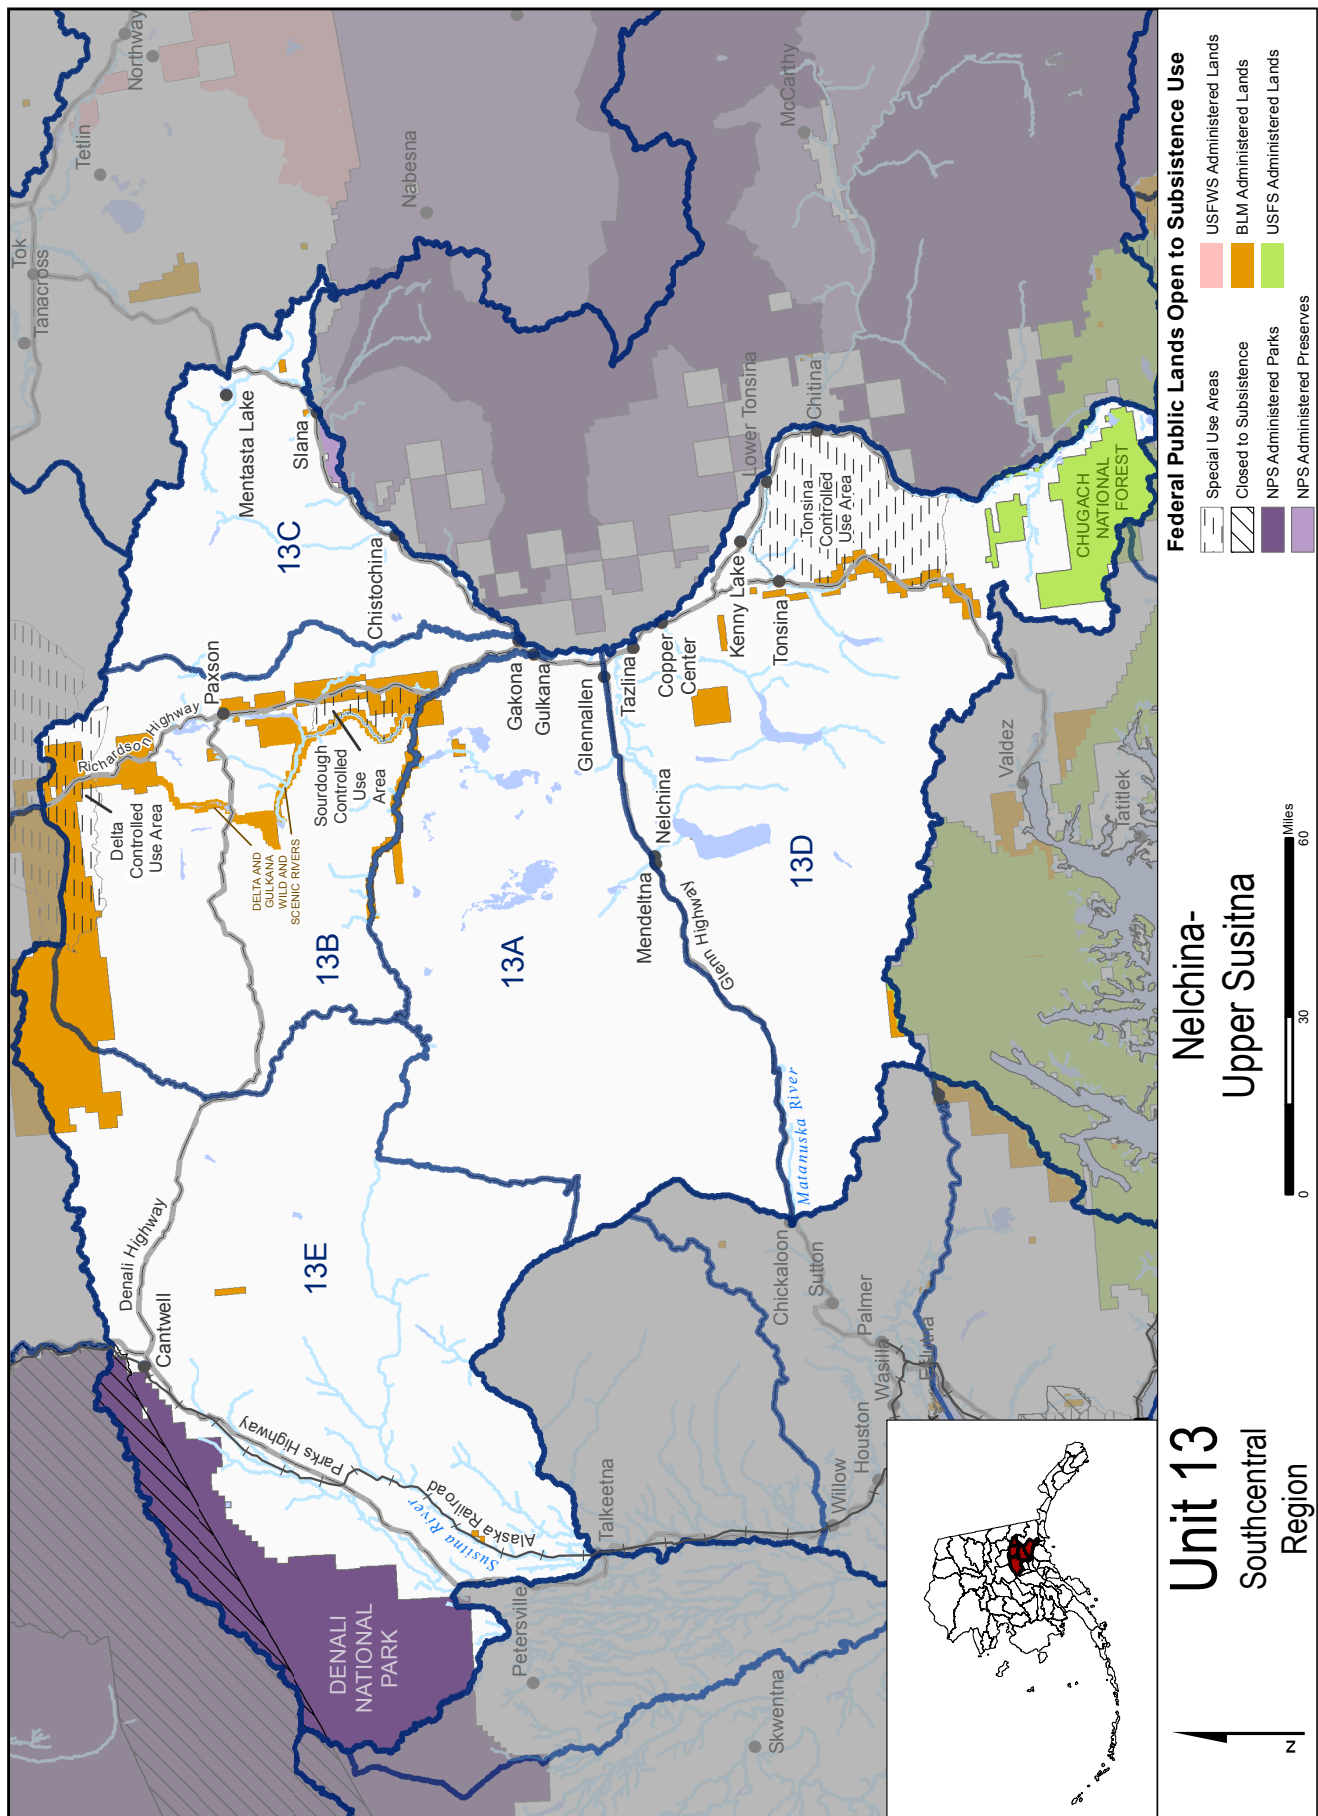 Northway
Tetlin
Tok
Tanacross
Nabesna
McCarthy
Mentasta Lake
Slana
13C
Chistochina
Lower Tonsina
Chitina
Tonsina
Controlled
Use Area
CHUGACH
NATIONAL
FOREST
Kenny Lake
Tonsina
Copper
Center
Tazlina
Glennallen
Gakona
Gulkana
Paxson
Richardson Highway
Delta
Controlled
Use Area
Sourdough
Controlled
Use
Area
DELTA AND
GULKANA
WILD AND
SCENIC RIVERS
13B
13A
13D
Nelchina
Mendeltna
Glenn Highway
Valdez
Tatitlek
Matanuska River
Chickaloon
Sutton
Palmer
Wasilla
Eklutna
Houston
Willow
Talkeetna
Petersville
Skwentna
13E
Denali Highway
Cantwell
Parks Highway
Alaska Railroad
Susitna River
DENALI
NATIONAL
PARK
Unit 13
Southcentral
Region
N
Nelchina-
Upper Susitna
0
30
60
Miles
Federal Public Lands Open to Subsistence Use
Special Use Areas
Closed to Subsistence
NPS Administered Parks
NPS Administered Preserves
USFWS Administered Lands
BLM Administered Lands
USFS Administered Lands